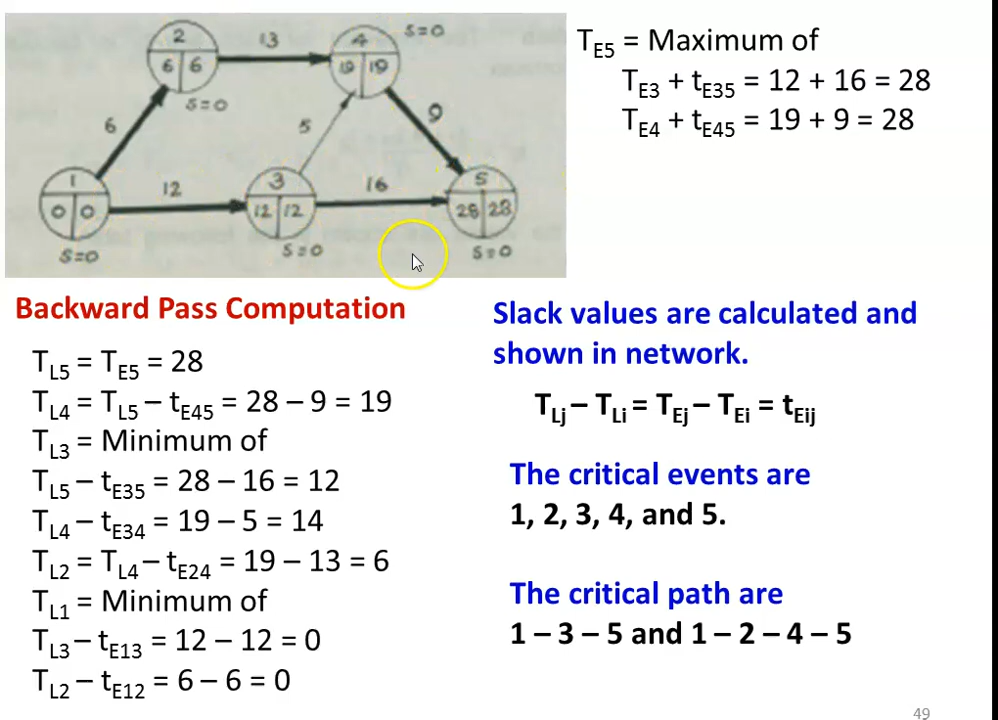 2
6 6
S=0
13
4
19 19
S=0
6
5
9
1
0 0
S=0
12
3
12 12
S=0
16
5
28 28
S=0
T_E5 = Maximum of
T_E3 + t_E35 = 12 + 16 = 28
T_E4 + t_E45 = 19 + 9 = 28
Backward Pass Computation
T_L5 = T_E5 = 28
T_L4 = T_L5 – t_E45 = 28 – 9 = 19
T_L3 = Minimum of
T_L5 – t_E35 = 28 – 16 = 12
T_L4 – t_E34 = 19 – 5 = 14
T_L2 = T_L4 – t_E24 = 19 – 13 = 6
T_L1 = Minimum of
T_L3 – t_E13 = 12 – 12 = 0
T_L2 – t_E12 = 6 – 6 = 0
Slack values are calculated and
shown in network.
T_Lj – T_Li = T_Ej – T_Ei = t_Eij
The critical events are
1, 2, 3, 4, and 5.
The critical path are
1 – 3 – 5 and 1 – 2 – 4 – 5
49